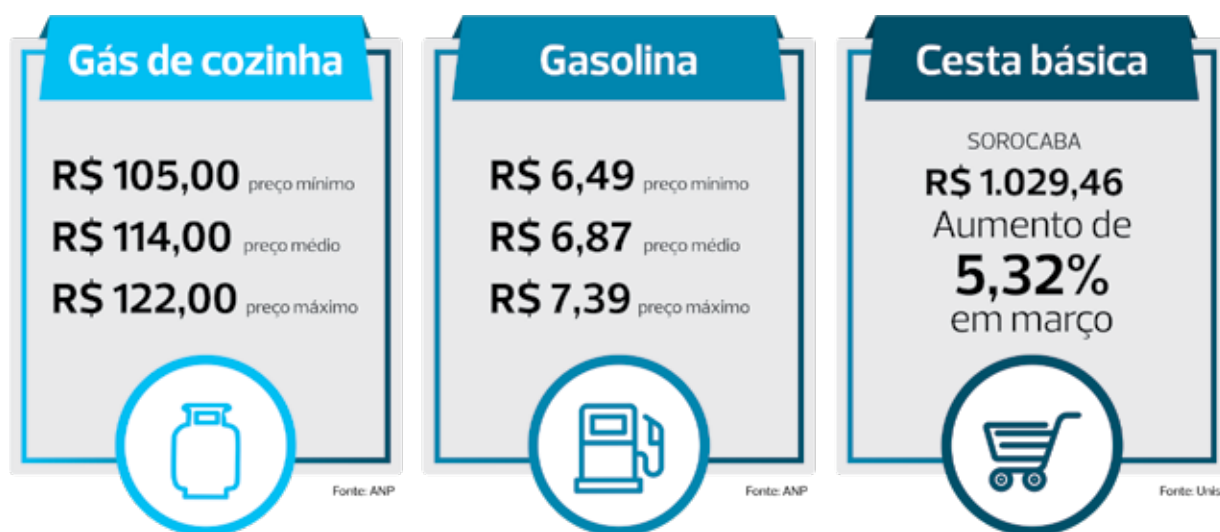 Gás de cozinha
R$ 105,00 preço mínimo
R$ 114,00 preço médio
R$ 122,00 preço máximo
Fonte: ANP
Gasolina
R$ 6,49 preço mínimo
R$ 6,87 preço médio
R$ 7,39 preço máximo
Fonte: ANP
Cesta básica
SOROCABA
R$ 1.029,46
Aumento de
5,32%
em março
Fonte: Unis